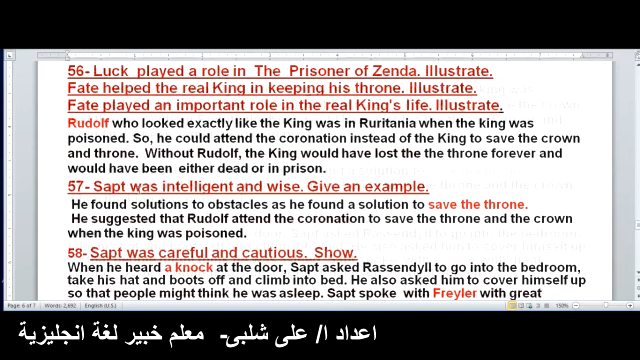 56- Luck played a role in The Prisoner of Zenda. Illustrate.
Fate helped the real King in keeping his throne. Illustrate.
Fate played an important role in the real King's life. Illustrate.
Rudolf who looked exactly like the King was in Ruritania when the king was
poisoned. So, he could attend the coronation instead of the King to save the crown
and throne. Without Rudolf, the King would have lost the the throne forever and
would have been either dead or in prison.
57- Sapt was intelligent and wise. Give an example.
He found solutions to obstacles as he found a solution to save the throne.
He suggested that Rudolf attend the coronation to save the throne and the crown
when the king was poisoned.
58- Sapt was careful and cautious. Show.
When he heard a knock at the door, Sapt asked Rassendyll to go into the bedroom,
take his hat and boots off and climb into bed. He also asked him to cover himself up
so that people might think he was asleep. Sapt spoke with Freyler with great
Page: 6 of 7 Words: 2,692 English (U.S.) 150%
اعداد ا/ على شلبى- معلم خبير لغة انجليزية